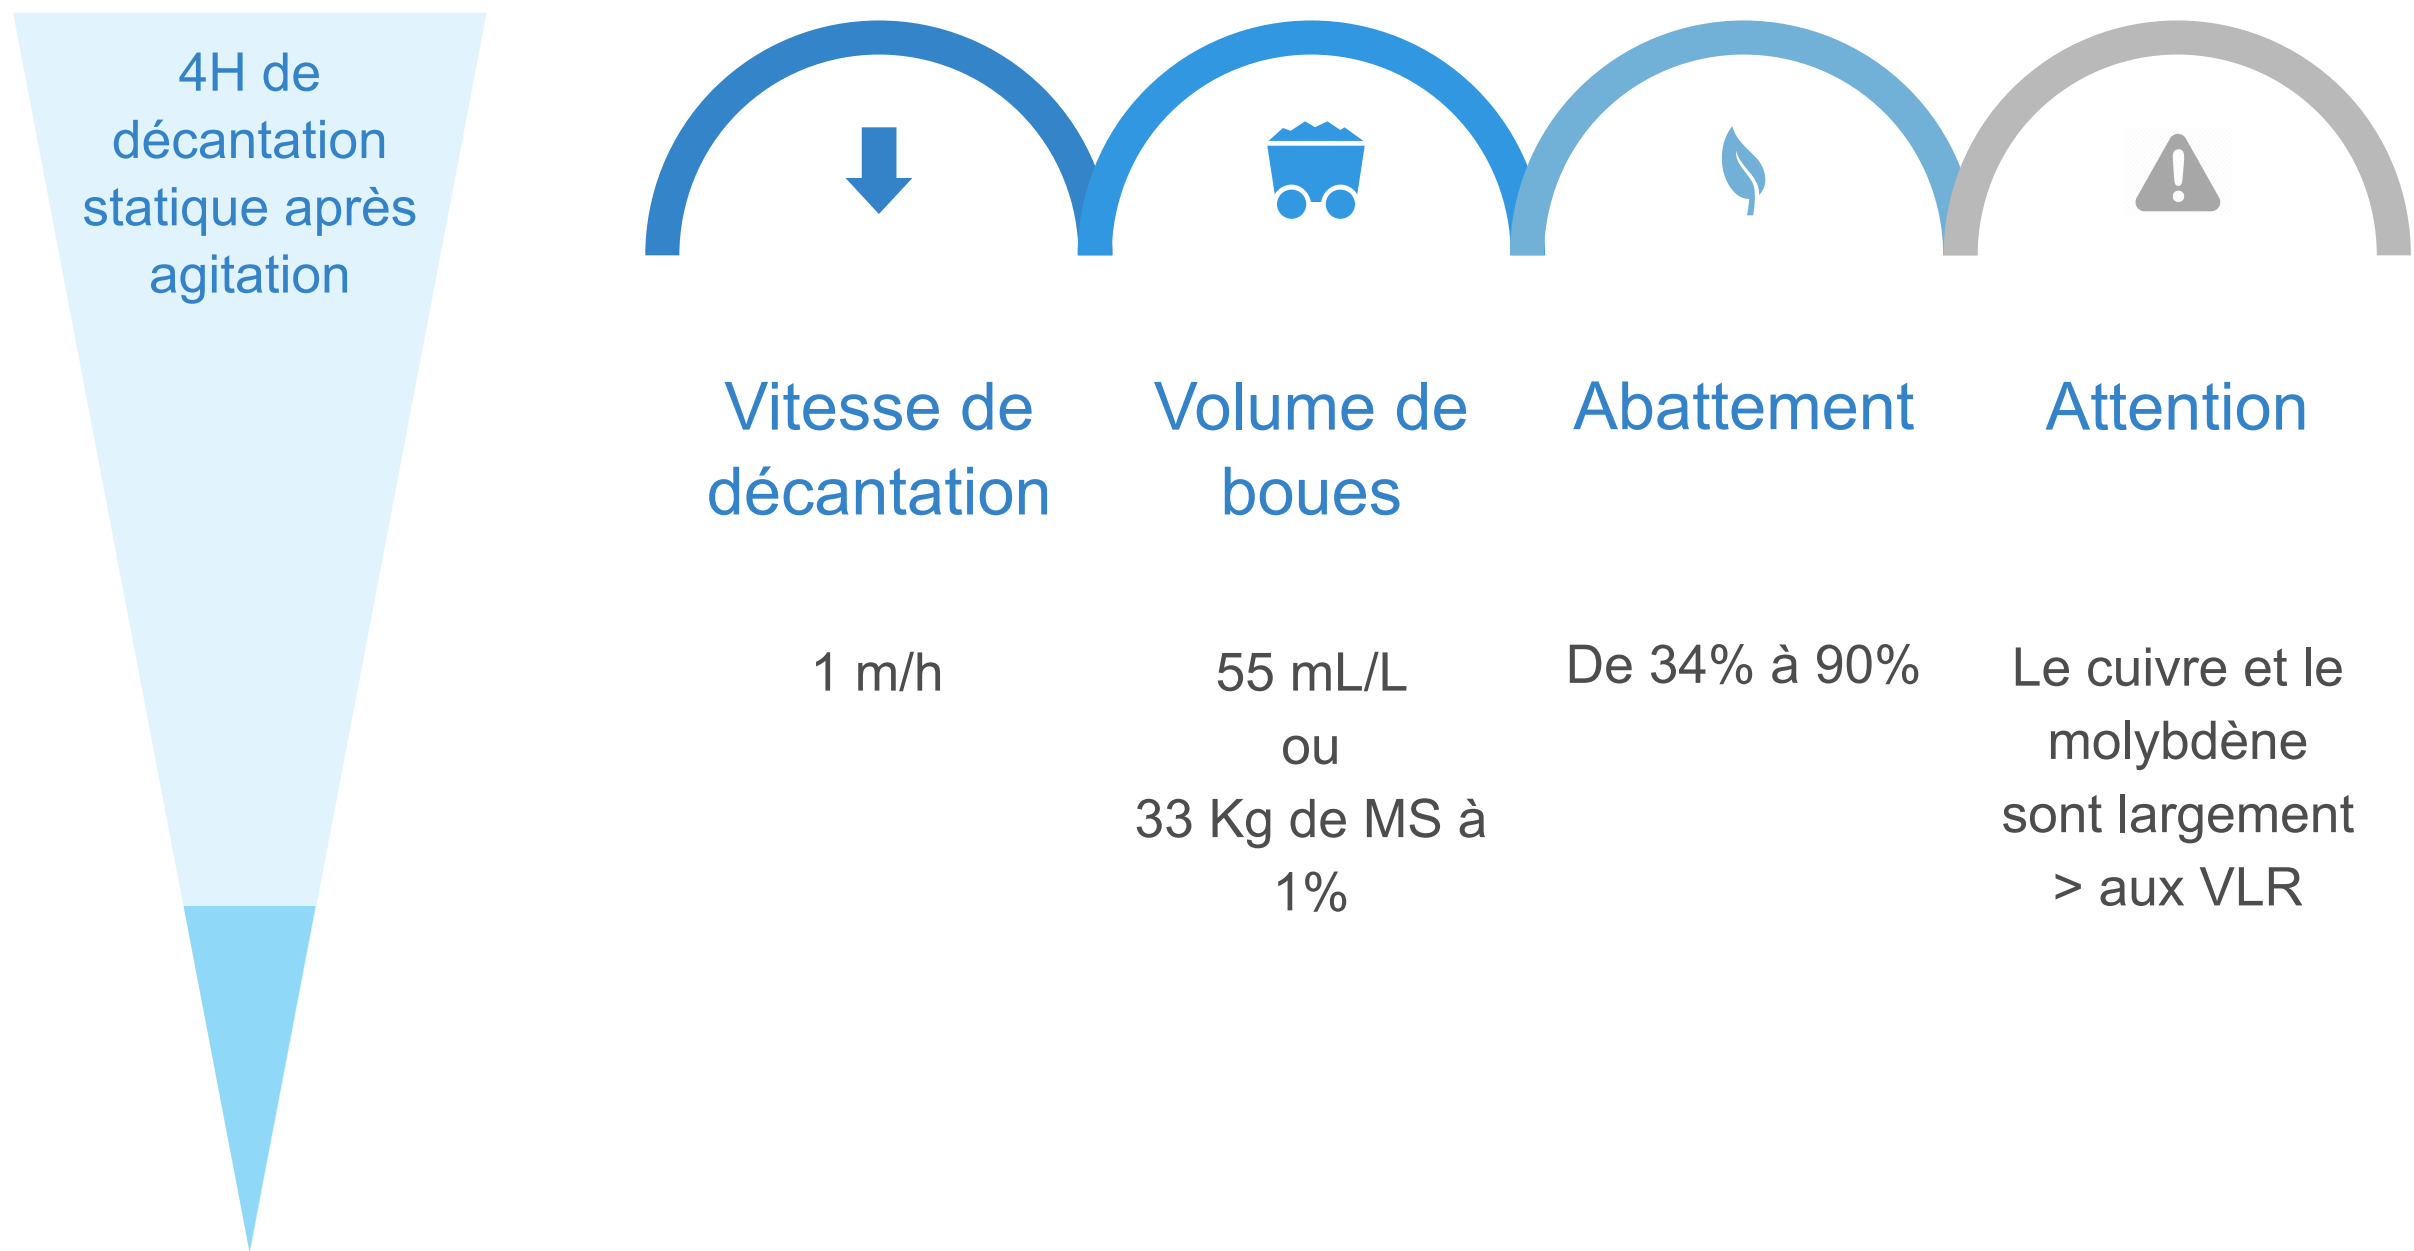 4H de
décantation
statique après
agitation
Vitesse de
décantation
1 m/h
Volume de
boues
55 mL/L
ou
33 Kg de MS à
1%
Abattement
De 34% à 90%
Attention
Le cuivre et le
molybdène
sont largement
> aux VLR